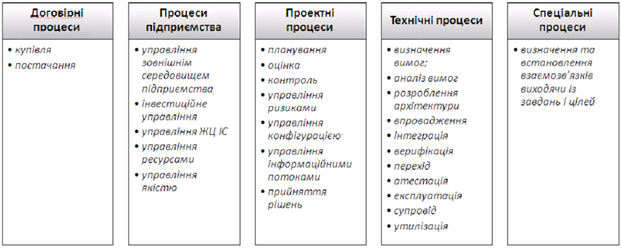 Договірні
процеси
купівля
постачання
Процеси
підприємства
управління
зовнішнім
середовищем
підприємства
інвестиційне
управління
управління ЖЦ ІС
управління
ресурсами
управління
якістю
Проектні
процеси
планування
оцінка
контроль
управління
ризиками
управління
конфігурацією
управління
інформаційними
потоками
прийняття
рішень
Технічні процеси
визначення
вимог;
аналіз вимог
розроблення
архітектури
впровадження
інтеграція
верифікація
перехід
атестація
експлуатація
супровід
утилизація
Спеціальні
процеси
визначення та
встановлення
взаємозв'язків
виходячи із
завдань і цілей